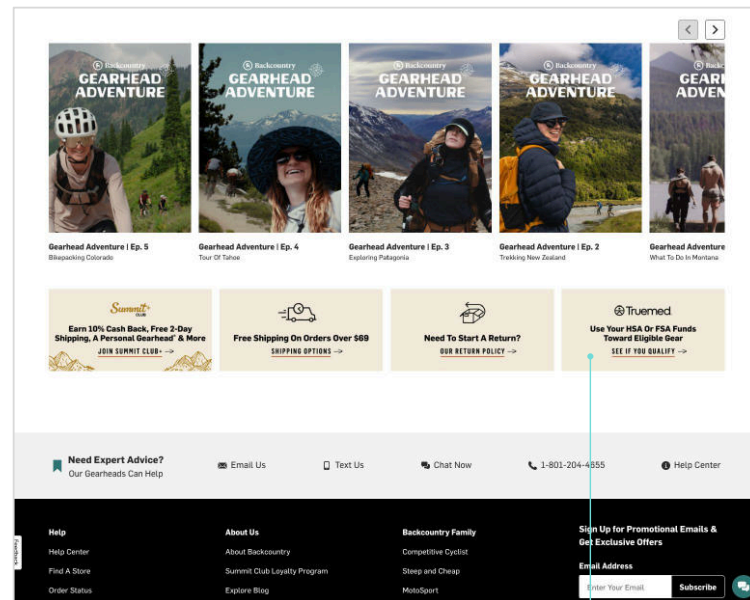 Backcountry
GEARHEAD
ADVENTURE
Backcountry
GEARHEAD
ADVENTURE
Backcountry
GEARHEAD
ADVENTURE
Backcountry
GEARHEAD
ADVENTURE
GEARH
ADVEN
Gearhead Adventure | Ep. 5
Bikepacking Colorado
Gearhead Adventure | Ep. 4
Tour Of Tahoe
Gearhead Adventure | Ep. 3
Exploring Patagonia
Gearhead Adventure | Ep. 2
Trekking New Zealand
Gearhead Adventure
What To Do In Montana
Summit
CLUB
Earn 10% Cash Back, Free 2-Day
Shipping, A Personal Gearhead* & More
JOIN SUMMIT CLUB+ →
Free Shipping On Orders Over $69
SHIPPING OPTIONS →
Need To Start A Return?
OUR RETURN POLICY →
Truemed
Use Your HSA Or FSA Funds
Toward Eligible Gear
SEE IF YOU QUALIFY →
Need Expert Advice?
Our Gearheads Can Help
Email Us
Text Us
Chat Now
1-801-204-4655
Help Center
Feedback
Help
Help Center
Find A Store
Order Status
About Us
About Backcountry
Summit Club Loyalty Program
Explore Blog
Backcountry Family
Competitive Cyclist
Steep and Cheap
MotoSport
Sign Up for Promotional Emails &
Get Exclusive Offers
Email Address
Enter Your Email
Subscribe